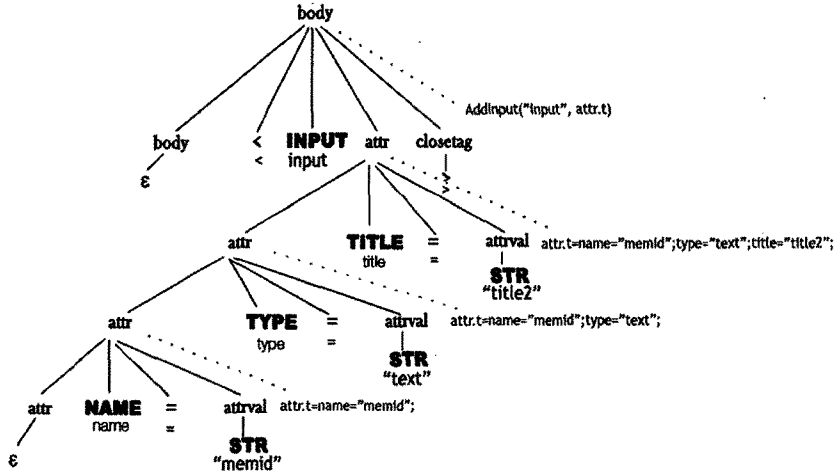 body
AddInput("input", attr.t)
body < INPUT attr closetag
< input
ε
>
>
attr TITLE = attrval attr.t=name="memid";type="text";title="title2";
title =
STR
"title2"
attr TYPE = attrval attr.t=name="memid";type="text";
type =
STR
"text"
attr NAME = attrval attr.t=name="memid";
name =
STR
ε
"memid"